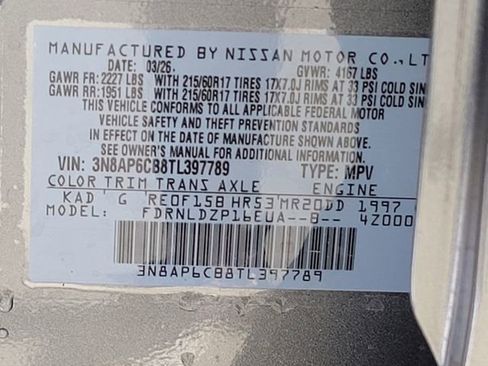 MANUFACTURED BY NISSAN MOTOR CO., LT
DATE: 03/26 GVWR: 4167 LBS
GAWR FR: 2227 LBS WITH 215/60R17 TIRES 17X7.0J RIMS AT 33 PSI COLD SIN
GAWR RR: 1951 LBS WITH 215/60R17 TIRES 17X7.0J RIMS AT 33 PSI COLD SIN
THIS VEHICLE CONFORMS TO ALL APPLICABLE FEDERAL MOTOR
VEHICLE SAFETY AND THEFT PREVENTION STANDARDS IN
EFFECT ON THE DATE OF MANUFACTURE SHOWN ABOVE.
SEE OWNER'S MANUAL FOR ADDITIONAL INFORMATION
VIN: 3N8AP6CB8TL397789 TYPE: MPV
COLOR TRIM TRANS AXLE ENGINE
KAD G RE0F15B HR53 MR20DD 1997
MODEL: FDRNLDZP16EUA--B-- 4Z000
3N8AP6CB8TL397789